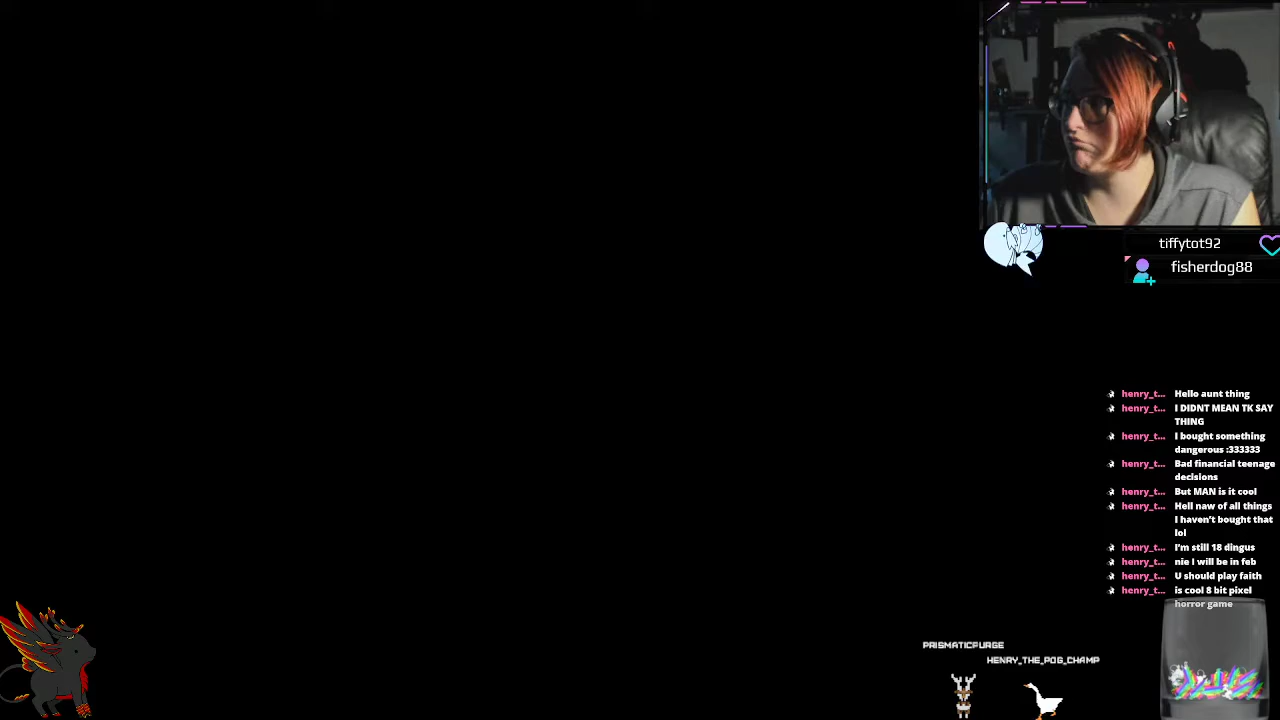 tiffytot92
fisherdog88
henry_t... Hello aunt thing
henry_t... I DIDNT MEAN TK SAY
THING
henry_t... I bought something
dangerous :333333
henry_t... Bad financial teenage
decisions
henry_t... But MAN is it cool
henry_t... Hell naw of all things
I haven't bought that
lol
henry_t... I'm still 18 dingus
henry_t... nie I will be in feb
henry_t... U should play faith
henry_t... is cool 8 bit pixel
horror game
PRISMATICPURGE
HENRY_THE_POG_CHAMP